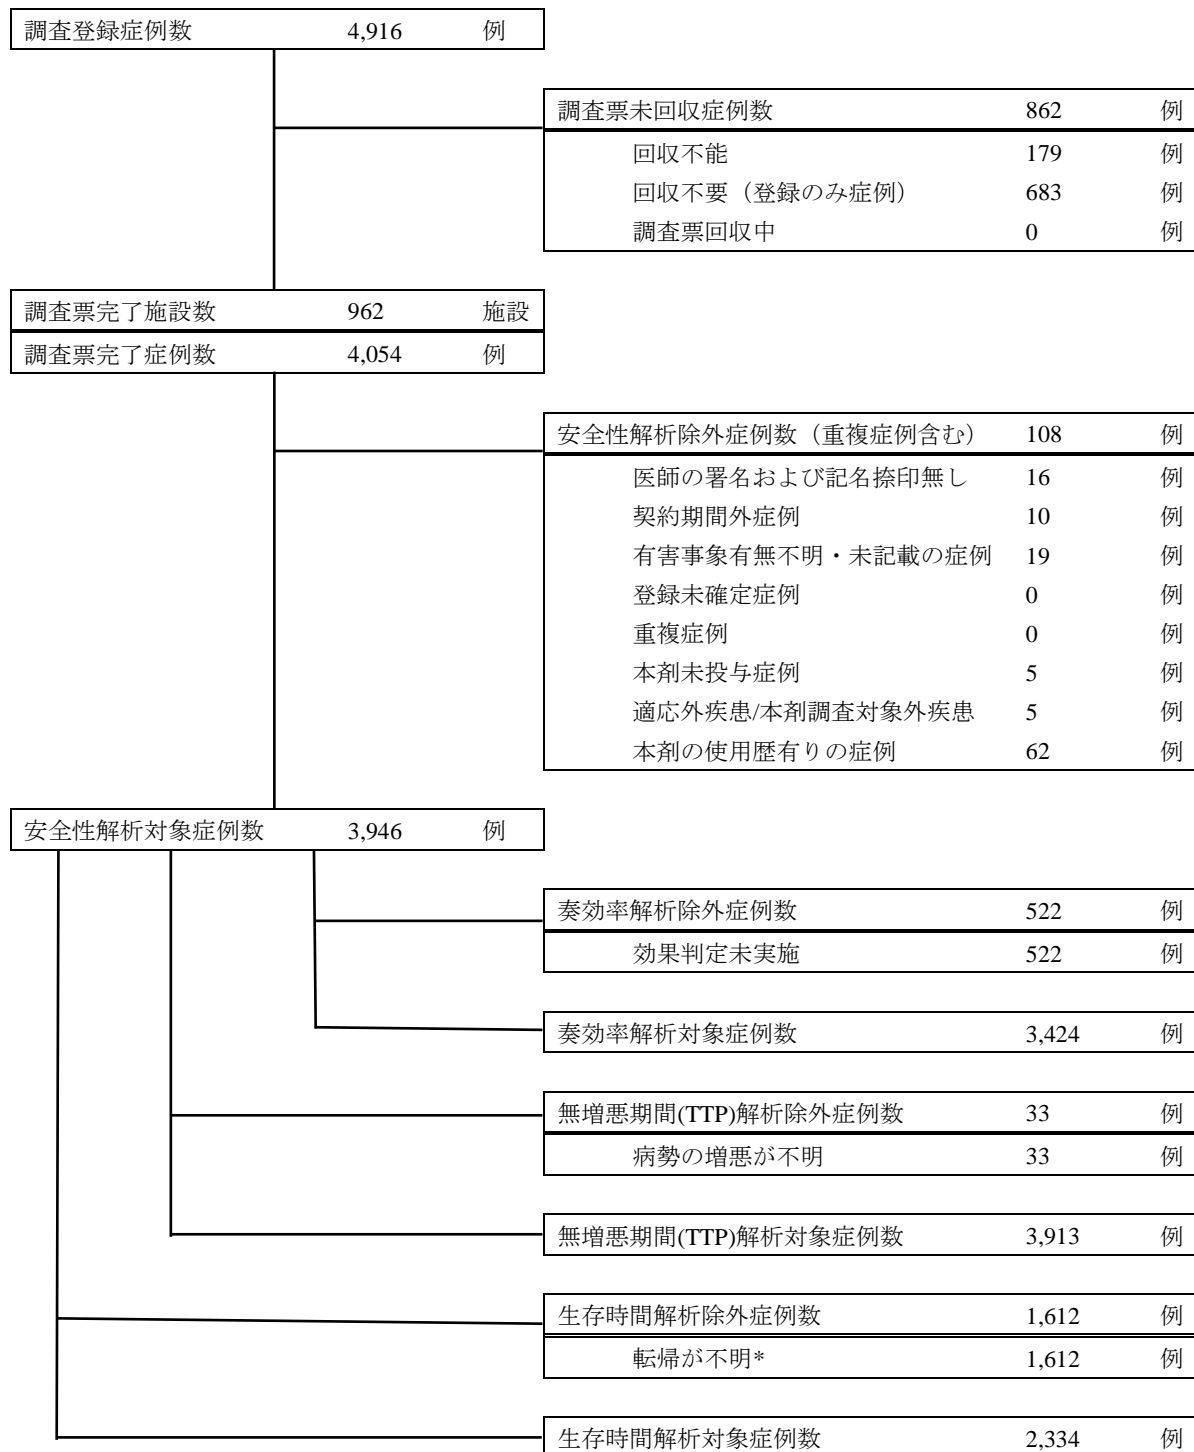 調査登録症例数 4,916 例
調査票未回収症例数 862 例
回収不能 179 例
回収不要（登録のみ症例） 683 例
調査票回収中 0 例
調査票完了施設数 962 施設
調査票完了症例数 4,054 例
安全性解析除外症例数（重複症例含む） 108 例
医師の署名および記名捺印無し 16 例
契約期間外症例 10 例
有害事象有無不明・未記載の症例 19 例
登録未確定症例 0 例
重複症例 0 例
本剤未投与症例 5 例
適応外疾患/本剤調査対象外疾患 5 例
本剤の使用歴有りの症例 62 例
安全性解析対象症例数 3,946 例
奏効率解析除外症例数 522 例
効果判定未実施 522 例
奏効率解析対象症例数 3,424 例
無増悪期間(TTP)解析除外症例数 33 例
病勢の増悪が不明 33 例
無増悪期間(TTP)解析対象症例数 3,913 例
生存時間解析除外症例数 1,612 例
転帰が不明* 1,612 例
生存時間解析対象症例数 2,334 例